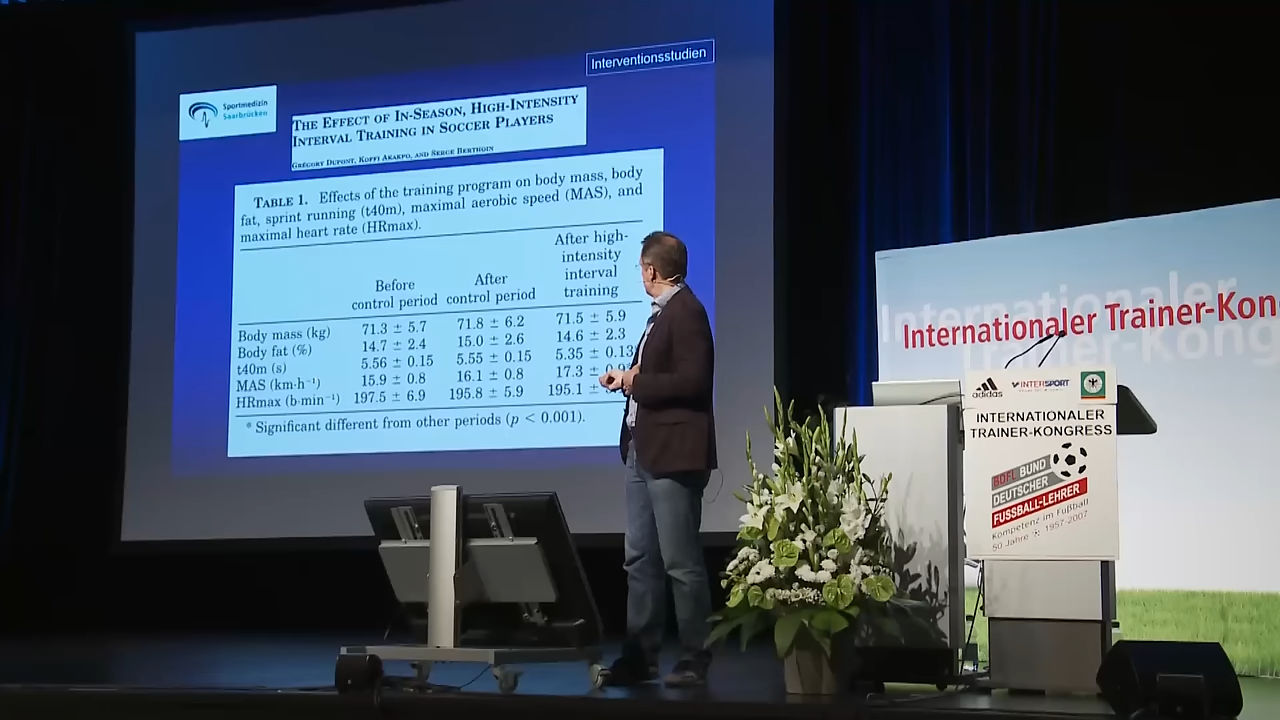 Interventionsstudien
Sportmedizin
Saarbrücken
THE EFFECT OF IN-SEASON, HIGH-INTENSITY
INTERVAL TRAINING IN SOCCER PLAYERS
GRÉGORY DUPONT, KOFFI AKAKPO, AND SERGE BERTHOIN
TABLE 1. Effects of the training program on body mass, body
fat, sprint running (t40m), maximal aerobic speed (MAS), and
maximal heart rate (HRmax).
Before control period After control period After high-intensity interval training
Body mass (kg) 71.3 ± 5.7 71.8 ± 6.2 71.5 ± 5.9
Body fat (%) 14.7 ± 2.4 15.0 ± 2.6 14.6 ± 2.3
t40m (s) 5.56 ± 0.15 5.55 ± 0.15 5.35 ± 0.13
MAS (km·h⁻¹) 15.9 ± 0.8 16.1 ± 0.8 17.3 ±
HRmax (b·min⁻¹) 197.5 ± 6.9 195.8 ± 5.9 195.1 ±
* Significant different from other periods (p < 0.001).
Internationaler
Trainer-Kong
Internationaler Trainer-Kon
adidas
INTERSPORT
INTERNATIONALER
TRAINER-KONGRESS
BDFL BUND
DEUTSCHER
FUSSBALL-LEHRER
Kompetenz im Fußball
50 Jahre 1957-2007